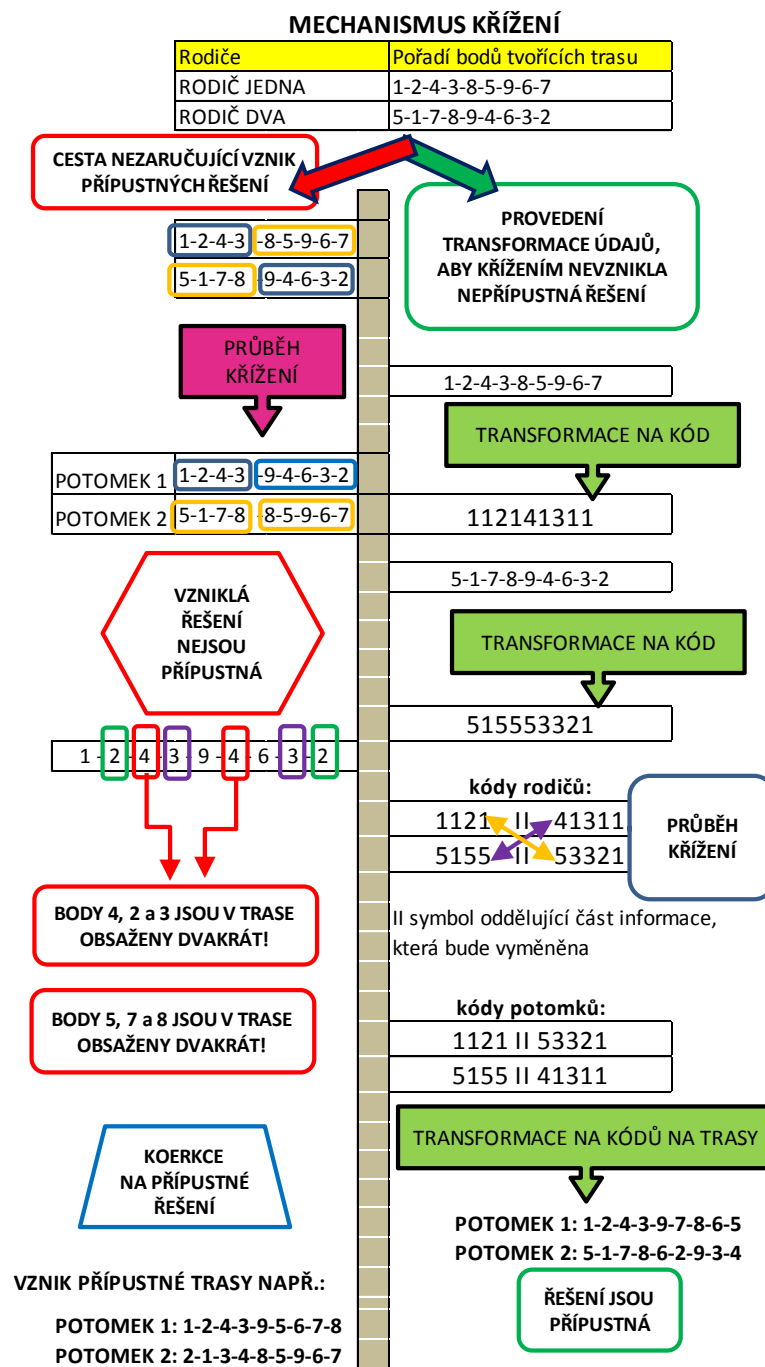 MECHANISMUS KŘÍŽENÍ
Rodiče Pořadí bodů tvořících trasu
RODIČ JEDNA 1-2-4-3-8-5-9-6-7
RODIČ DVA 5-1-7-8-9-4-6-3-2
CESTA NEZARUČUJÍCÍ VZNIK
PŘÍPUSTNÝCH ŘEŠENÍ
1-2-4-3 -8-5-9-6-7
5-1-7-8 -9-4-6-3-2
PRŮBĚH
KŘÍŽENÍ
POTOMEK 1 1-2-4-3 -9-4-6-3-2
POTOMEK 2 5-1-7-8 -8-5-9-6-7
VZNIKLÁ
ŘEŠENÍ
NEJSOU
PŘÍPUSTNÁ
1 - 2 - 4 - 3 - 9 - 4 - 6 - 3 - 2
BODY 4, 2 a 3 JSOU V TRASE
OBSAŽENY DVAKRÁT!
BODY 5, 7 a 8 JSOU V TRASE
OBSAŽENY DVAKRÁT!
KOERKCE
NA PŘÍPUSTNÉ
ŘEŠENÍ
VZNIK PŘÍPUSTNÉ TRASY NAPŘ.:
POTOMEK 1: 1-2-4-3-9-5-6-7-8
POTOMEK 2: 2-1-3-4-8-5-9-6-7
PROVEDENÍ
TRANSFORMACE ÚDAJŮ,
ABY KŘÍŽENÍM NEVZNIKLA
NEPŘÍPUSTNÁ ŘEŠENÍ
1-2-4-3-8-5-9-6-7
TRANSFORMACE NA KÓD
112141311
5-1-7-8-9-4-6-3-2
TRANSFORMACE NA KÓD
515553321
kódy rodičů:
1121 II 41311
5155 II 53321
PRŮBĚH
KŘÍŽENÍ
II symbol oddělující část informace,
která bude vyměněna
kódy potomků:
1121 II 53321
5155 II 41311
TRANSFORMACE NA KÓDŮ NA TRASY
POTOMEK 1: 1-2-4-3-9-7-8-6-5
POTOMEK 2: 5-1-7-8-6-2-9-3-4
ŘEŠENÍ JSOU
PŘÍPUSTNÁ